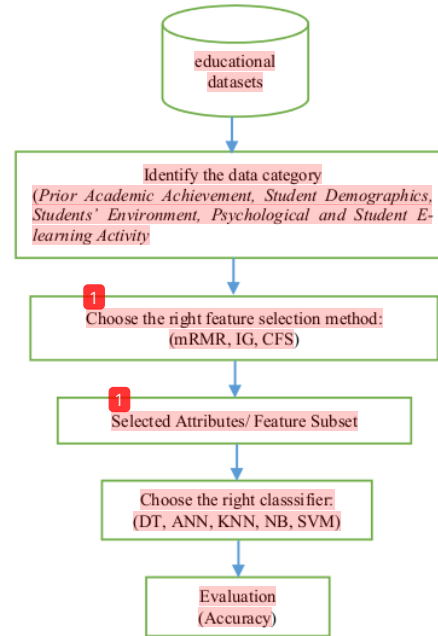 educational
datasets
Identify the data category
(Prior Academic Achievement, Student Demographics,
Students' Environment, Psychological and Student E-
learning Activity
1
Choose the right feature selection method:
(mRMR, IG, CFS)
1
Selected Attributes/ Feature Subset
Choose the right classsifier:
(DT, ANN, KNN, NB, SVM)
Evaluation
(Accuracy)